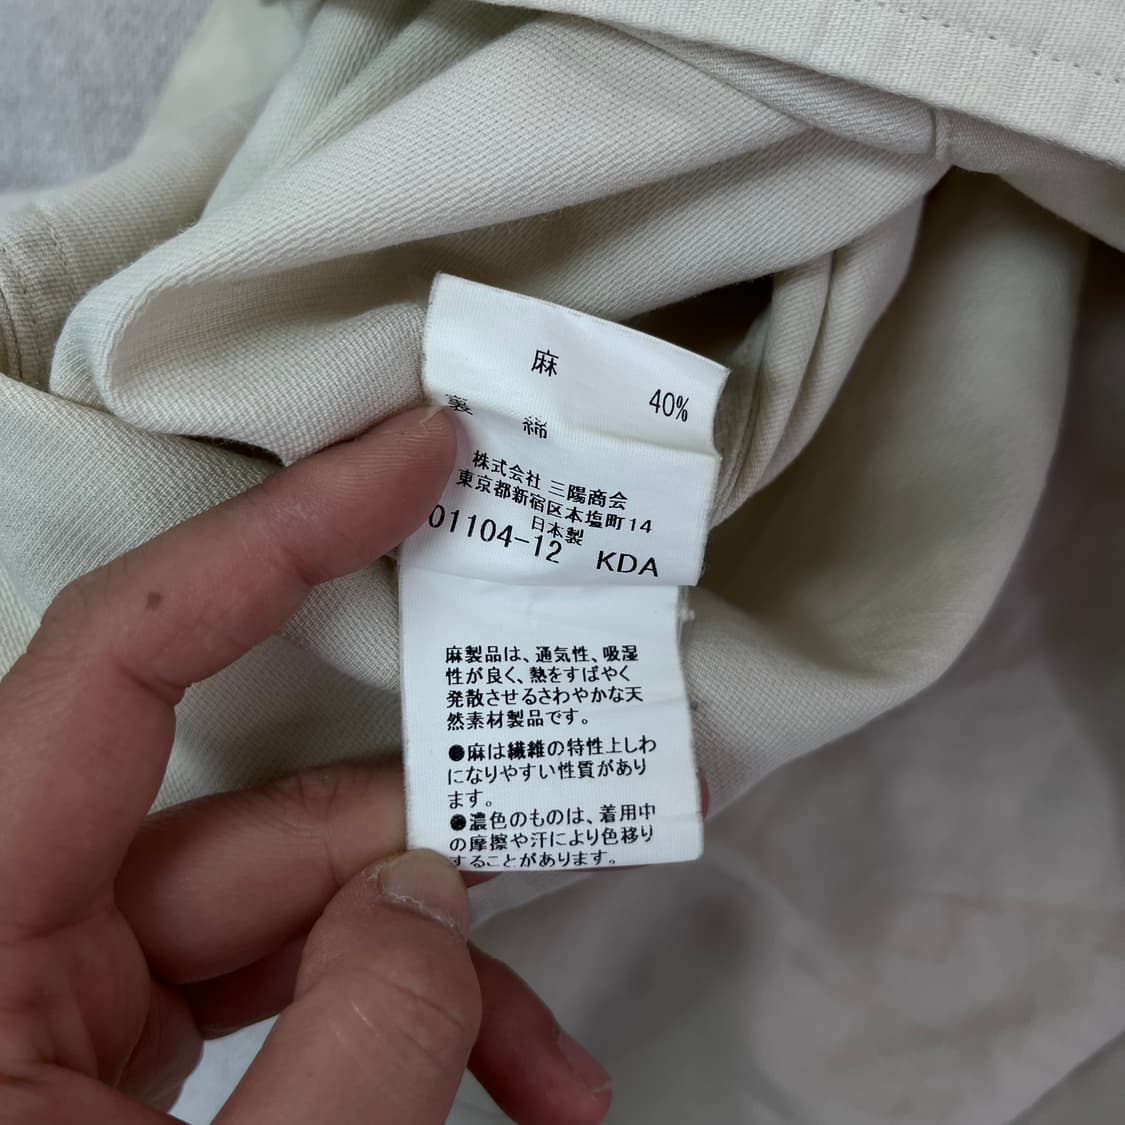 麻
40%
裏 綿
株式会社 三陽商会
東京都新宿区本塩町14
日本製
01104-12 KDA
麻製品は、通気性、吸湿
性が良く、熱をすばやく
発散させるさわやかな天
然素材製品です。
●麻は繊維の特性上しわ
になりやすい性質があり
ます。
●濃色のものは、着用中
の摩擦や汗により色移り
することがあります。